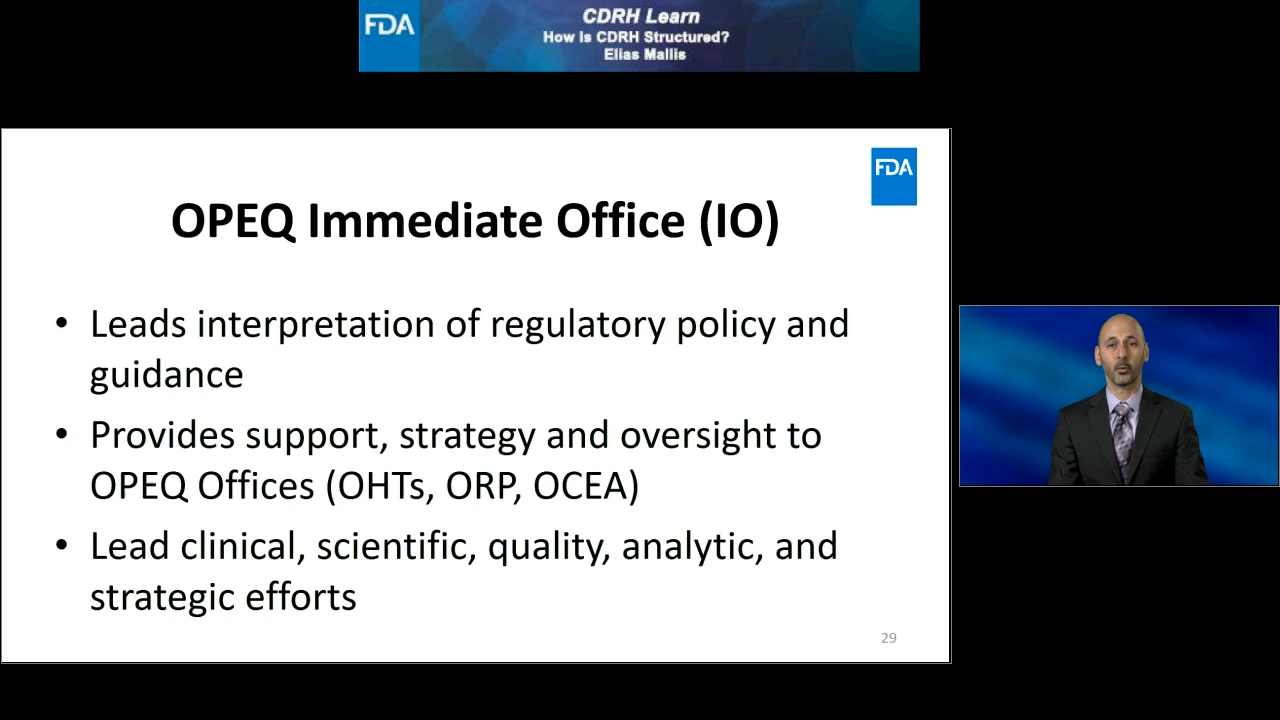 FDA
CDRH Learn
How Is CDRH Structured?
Elias Mallis
FDA
OPEQ Immediate Office (IO)
• Leads interpretation of regulatory policy and
guidance
• Provides support, strategy and oversight to
OPEQ Offices (OHTs, ORP, OCEA)
• Lead clinical, scientific, quality, analytic, and
strategic efforts
29